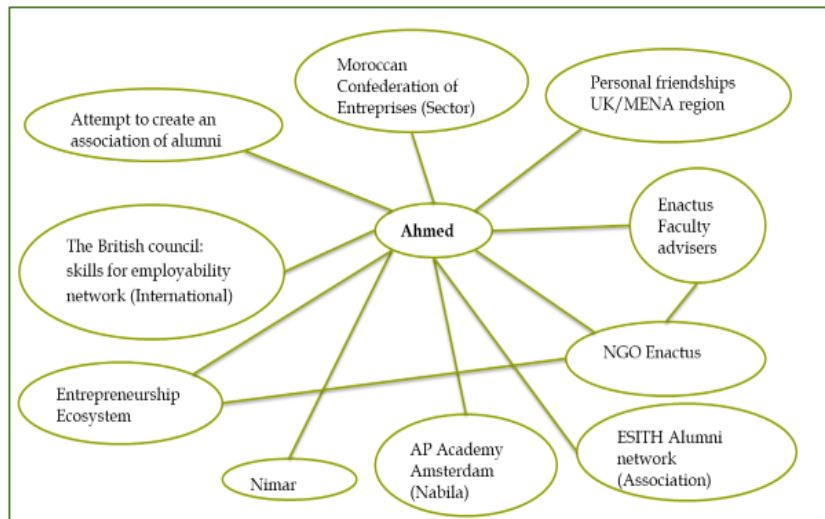 Moroccan
Confederation of
Entreprises (Sector)
Personal friendships
UK/MENA region
Attempt to create an
association of alumni
Enactus
Faculty
advisers
Ahmed
The British council:
skills for employability
network (International)
NGO Enactus
Entrepreneurship
Ecosystem
ESITH Alumni
network
(Association)
AP Academy
Amsterdam
(Nabila)
Nimar